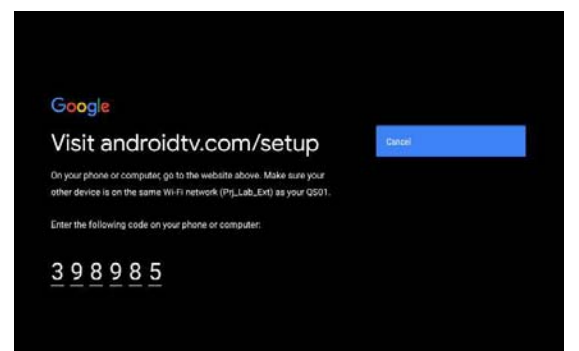 Google
Visit androidtv.com/setup
Cancel
On your phone or computer, go to the website above. Make sure your
other device is on the same Wi-Fi network (Prj_Lab_Ext) as your QS01.
Enter the following code on your phone or computer:
398985